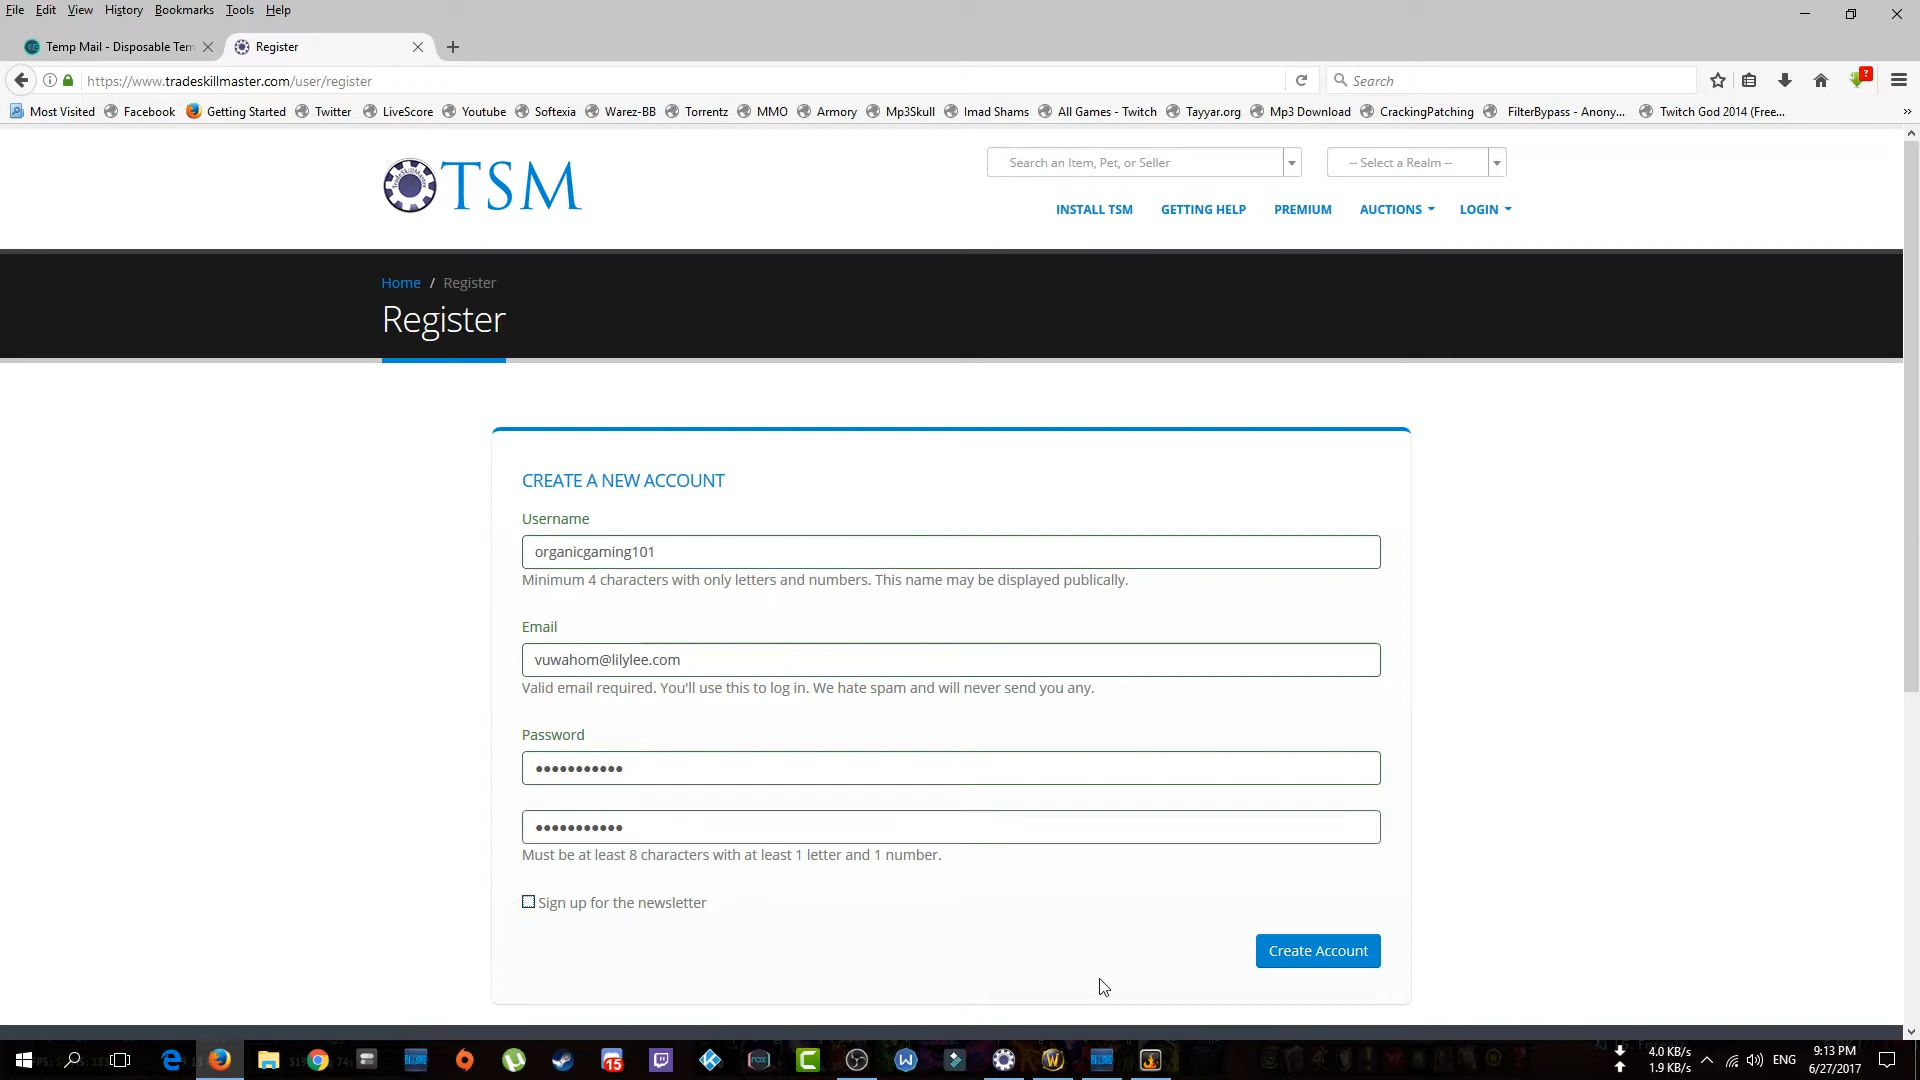 File Edit View History Bookmarks Tools Help
Temp Mail - Disposable Tem
Register
https://www.tradeskillmaster.com/user/register
Search
Most Visited Facebook Getting Started Twitter LiveScore Youtube Softexia Warez-BB Torrentz MMO Armory Mp3Skull Imad Shams All Games - Twitch Tayyar.org Mp3 Download CrackingPatching FilterBypass - Anony... Twitch God 2014 (Free...
TradeSkillMaster
TSM
Search an Item, Pet, or Seller
-- Select a Realm --
INSTALL TSM GETTING HELP PREMIUM AUCTIONS LOGIN
Home / Register
Register
CREATE A NEW ACCOUNT
Username
organicgaming101
Minimum 4 characters with only letters and numbers. This name may be displayed publically.
Email
vuwahom@lilylee.com
Valid email required. You'll use this to log in. We hate spam and will never send you any.
Password
•••••••••••
•••••••••••
Must be at least 8 characters with at least 1 letter and 1 number.
Sign up for the newsletter
Create Account
15
4.0 KB/s
1.9 KB/s
ENG
9:13 PM
6/27/2017